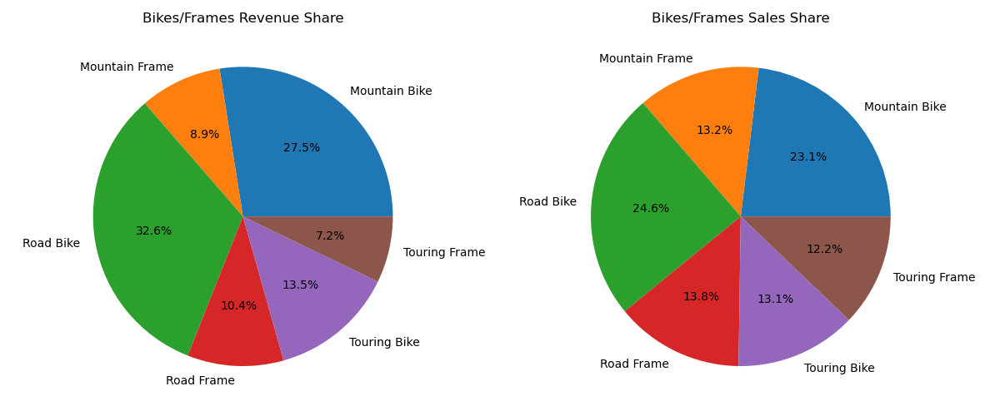 Bikes/Frames Revenue Share
Mountain Frame
Mountain Bike
8.9%
27.5%
Road Bike
32.6%
7.2%
Touring Frame
13.5%
10.4%
Touring Bike
Road Frame
Bikes/Frames Sales Share
Mountain Frame
Mountain Bike
13.2%
23.1%
Road Bike
24.6%
12.2%
Touring Frame
13.8%
13.1%
Road Frame
Touring Bike